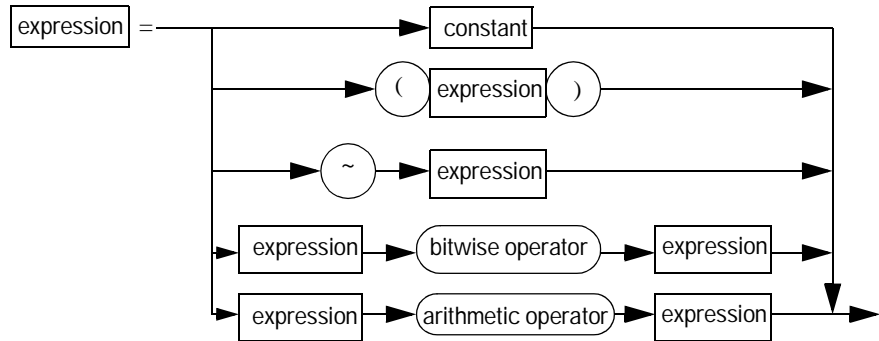 expression = constant
( expression )
~ expression
expression bitwise operator expression
expression arithmetic operator expression